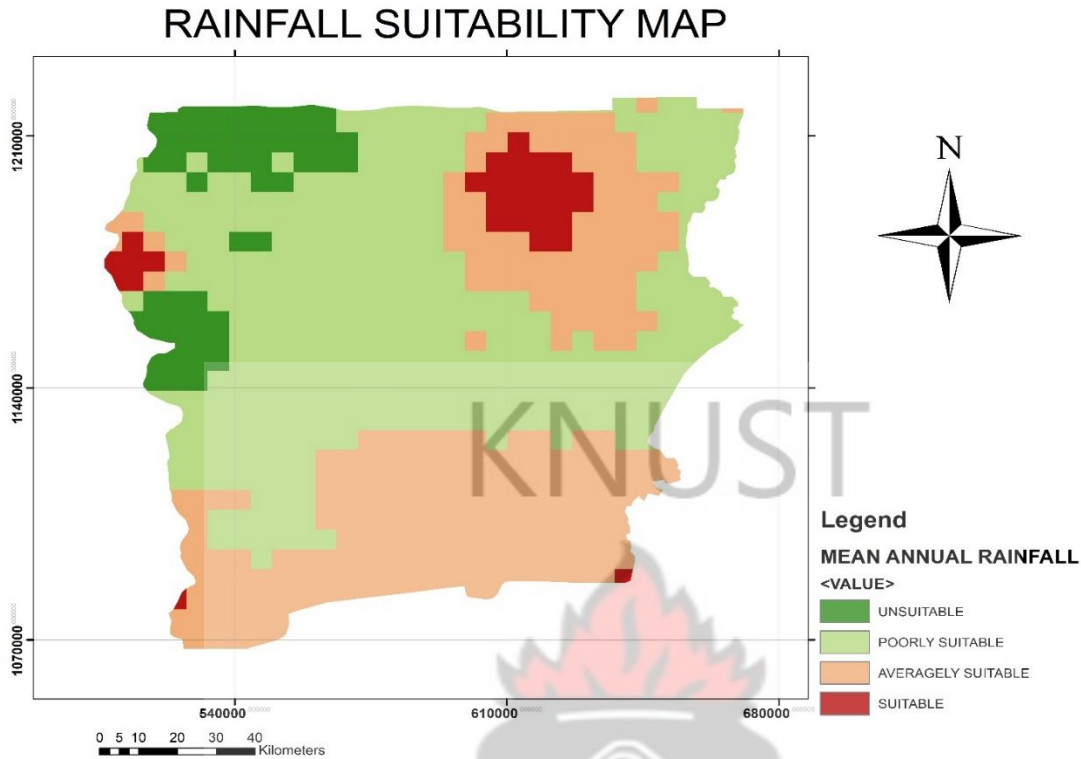 RAINFALL SUITABILITY MAP
1210000
1140000
1070000
540000
610000
680000
0 5 10 20 30 40
Kilometers
N
KNUST
Legend
MEAN ANNUAL RAINFALL
<VALUE>
UNSUITABLE
POORLY SUITABLE
AVERAGELY SUITABLE
SUITABLE